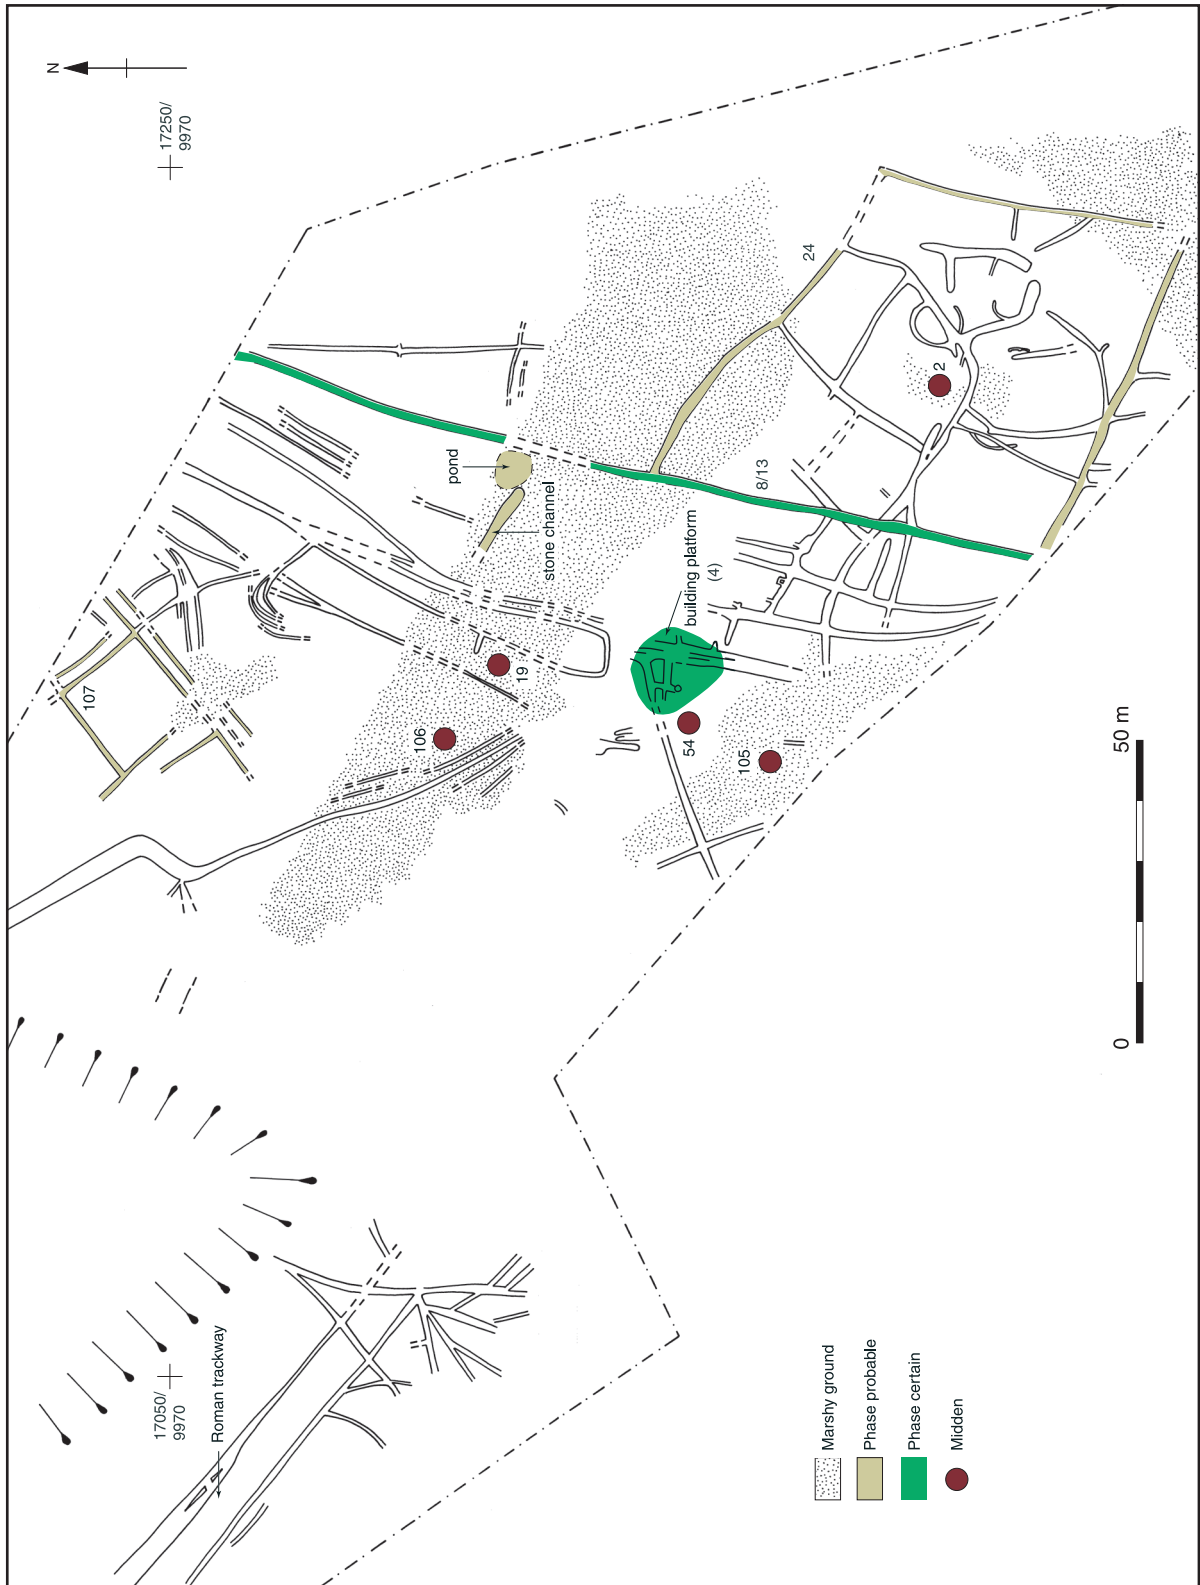 N
17250/
9970
24
2
pond
stone channel
8/13
building platform
(4)
107
19
106
54
105
50 m
0
17050/
9970
Roman trackway
Marshy ground
Phase probable
Phase certain
Midden